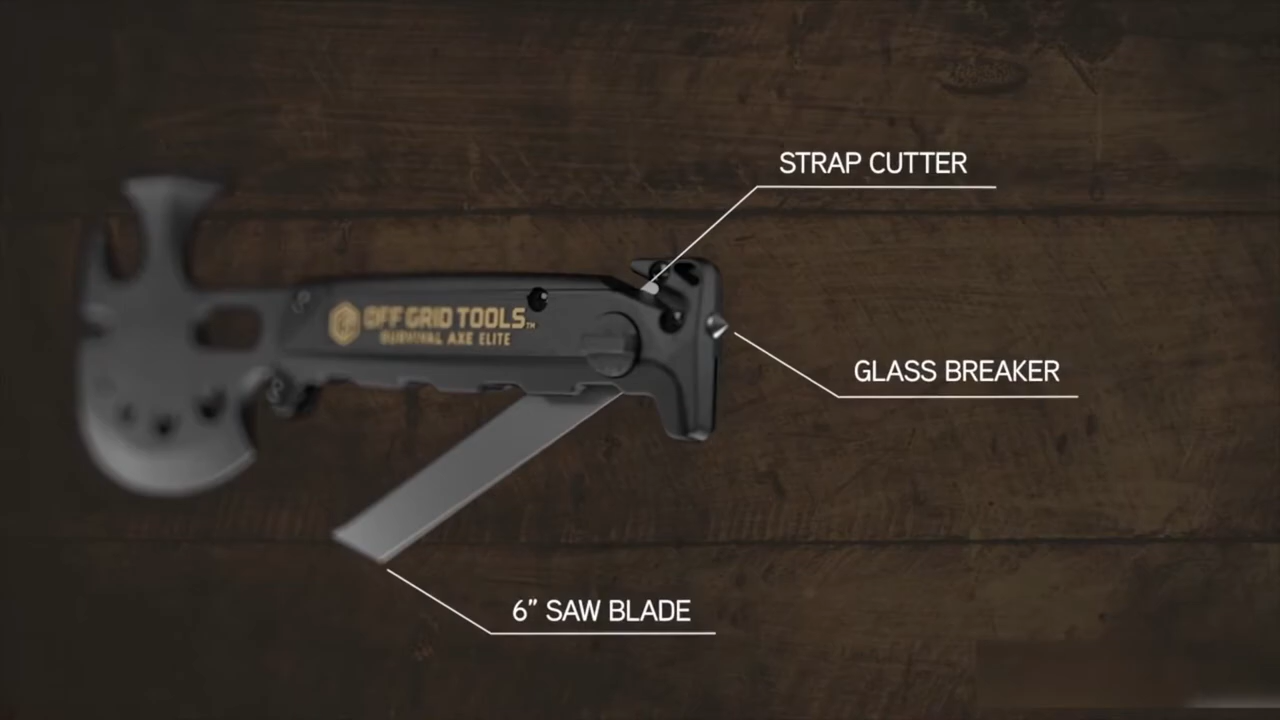 STRAP CUTTER
OFF GRID TOOLS™
SURVIVAL AXE ELITE
GLASS BREAKER
6” SAW BLADE